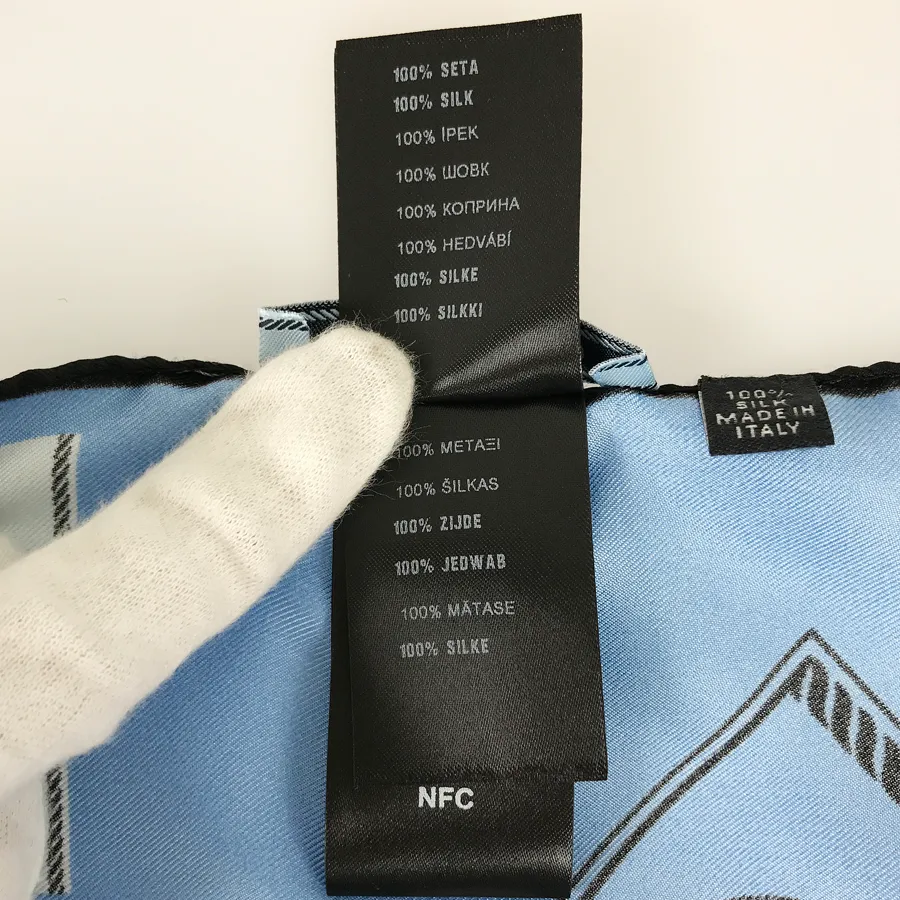 100% SETA
100% SILK
100% İPEK
100% ШОВК
100% КОПРИНА
100% HEDVÁBÍ
100% SILKE
100% SILKKI
100% ΜΕΤΑΞΙ
100% ŠILKAS
100% ZIJDE
100% JEDWAB
100% MĂTASE
100% SILKE
NFC
100%
SILK
MADE IN
ITALY